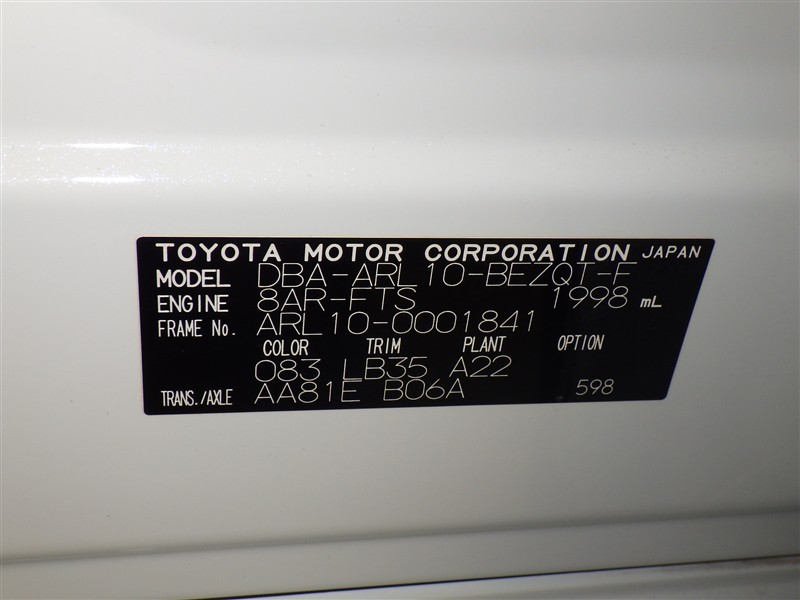 TOYOTA MOTOR CORPORATION JAPAN
MODEL DBA-ARL10-BEZQT-F
ENGINE 8AR-FTS 1998 mL
FRAME No. ARL10-0001841
COLOR TRIM PLANT OPTION
083 LB35 A22
TRANS./AXLE AA81E B06A 598